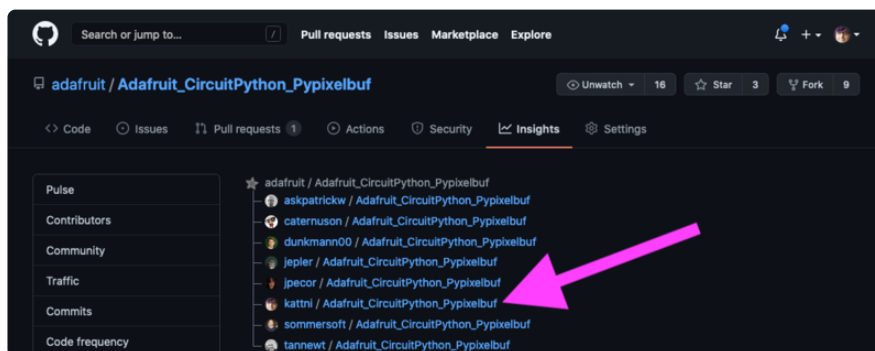 Search or jump to... / Pull requests Issues Marketplace Explore
adafruit / Adafruit_CircuitPython_Pypixelbuf Unwatch 16 Star 3 Fork 9
<> Code Issues Pull requests 1 Actions Security Insights Settings
Pulse
Contributors
Community
Traffic
Commits
Code frequency
adafruit / Adafruit_CircuitPython_Pypixelbuf
askpatrickw / Adafruit_CircuitPython_Pypixelbuf
caternuson / Adafruit_CircuitPython_Pypixelbuf
dunkmann00 / Adafruit_CircuitPython_Pypixelbuf
jepler / Adafruit_CircuitPython_Pypixelbuf
jpecor / Adafruit_CircuitPython_Pypixelbuf
kattni / Adafruit_CircuitPython_Pypixelbuf
sommersoft / Adafruit_CircuitPython_Pypixelbuf
tannewt / Adafruit_CircuitPython_Pypixelbuf